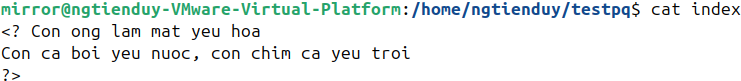 mirror@ngtienduy-VMware-Virtual-Platform:/home/ngtienduy/testpq$ cat index
<? Con ong lam mat yeu hoa
Con ca boi yeu nuoc, con chim ca yeu troi
?>